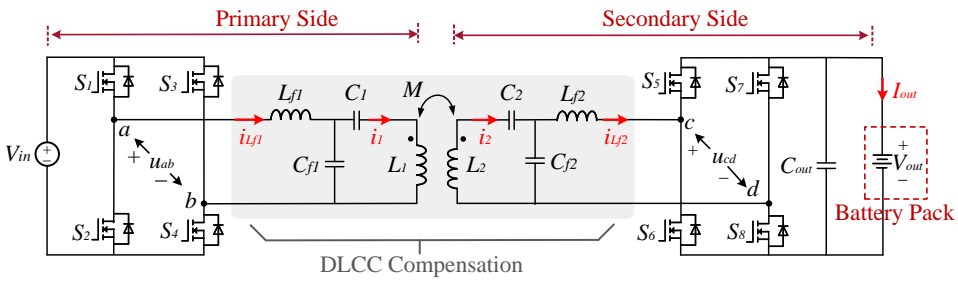 Primary Side
Secondary Side
S1
S3
Lf1
C1
M
C2
Lf2
S5
S7
Iout
a
iLf1
i1
i2
iLf2
c
Vin
+
uab
−
Cf1
L1
L2
Cf2
+
ucd
−
Cout
+
Vout
−
b
d
Battery Pack
S2
S4
S6
S8
DLCC Compensation